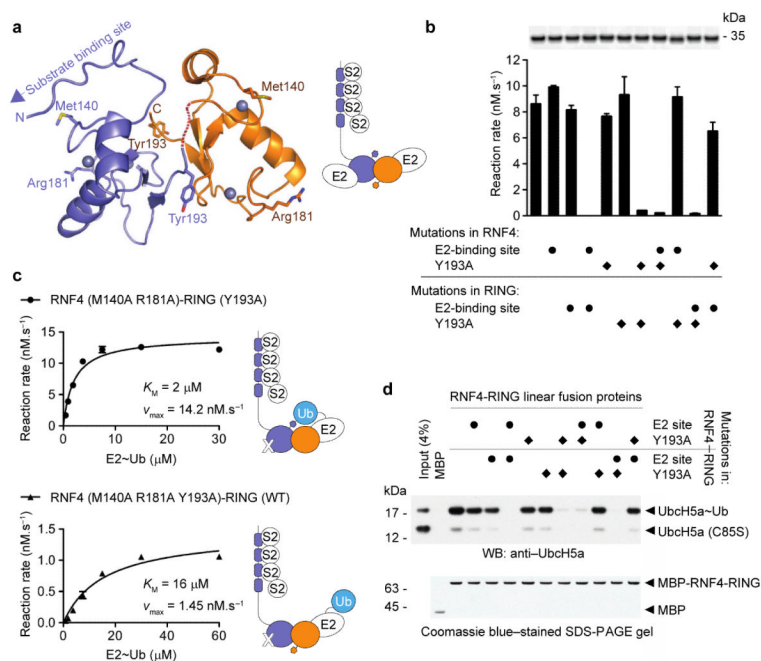 a
Substrate binding site
N
Met140
Arg181
C
Tyr193
Tyr193
Met140
Arg181
S2
S2
S2
S2
E2
E2
b
kDa
- 35
Reaction rate (nM.s⁻¹)
12
10
8
6
4
2
0
Mutations in RNF4:
E2-binding site
Y193A
Mutations in RING:
E2-binding site
Y193A
c
RNF4 (M140A R181A)-RING (Y193A)
Reaction rate (nM.s⁻¹)
15
10
5
0
0 10 20 30
E2~Ub (μM)
K_M = 2 μM
v_max = 14.2 nM.s⁻¹
S2
S2
S2
S2
Ub
X
E2
RNF4 (M140A R181A Y193A)-RING (WT)
Reaction rate (nM.s⁻¹)
1.5
1.0
0.5
0.0
0 20 40 60
E2~Ub (μM)
K_M = 16 μM
v_max = 1.45 nM.s⁻¹
S2
S2
S2
S2
Ub
E2
X
d
RNF4-RING linear fusion proteins
Input (4%)
MBP
E2 site
Y193A
E2 site
Y193A
Mutations in:
RNF4–RING
kDa
17 -
12 -
UbcH5a~Ub
UbcH5a (C85S)
WB: anti–UbcH5a
63 -
45 -
MBP-RNF4-RING
MBP
Coomassie blue–stained SDS-PAGE gel